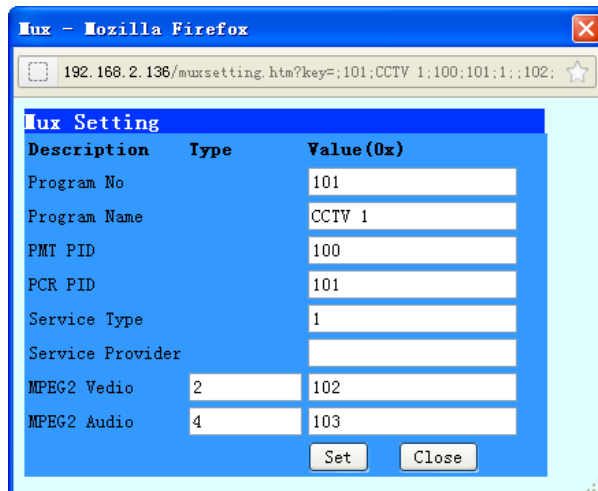 Mux - Mozilla Firefox
192.168.2.136/muxsetting.htm?key=;101;CCTV 1;100;101;1;;102;
Mux Setting
Description Type Value(0x)
Program No 101
Program Name CCTV 1
PMT PID 100
PCR PID 101
Service Type 1
Service Provider
MPEG2 Vedio 2 102
MPEG2 Audio 4 103
Set Close